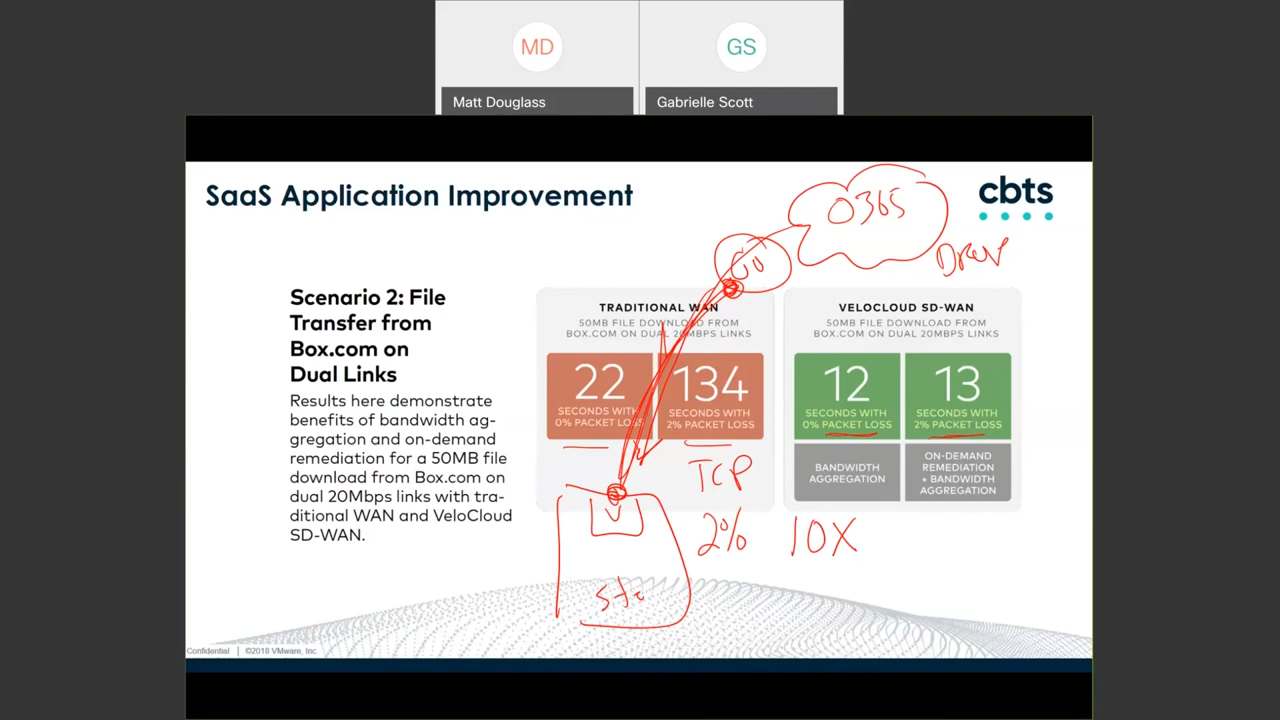 MD
GS
Matt Douglass
Gabrielle Scott
SaaS Application Improvement
cbts
O365
Scenario 2: File
Transfer from
Box.com on
Dual Links
Results here demonstrate
benefits of bandwidth ag-
gregation and on-demand
remediation for a 50MB file
download from Box.com on
dual 20Mbps links with tra-
ditional WAN and VeloCloud
SD-WAN.
TRADITIONAL WAN
50MB FILE DOWNLOAD FROM
BOX.COM ON DUAL 20MBPS LINKS
22
SECONDS WITH
0% PACKET LOSS
134
SECONDS WITH
2% PACKET LOSS
VELOCLOUD SD-WAN
50MB FILE DOWNLOAD FROM
BOX.COM ON DUAL 20MBPS LINKS
12
SECONDS WITH
0% PACKET LOSS
13
SECONDS WITH
2% PACKET LOSS
BANDWIDTH
AGGREGATION
ON-DEMAND
REMEDIATION
+ BANDWIDTH
AGGREGATION
TCP
2%
10X
V
Confidential | ©2018 VMware, Inc.